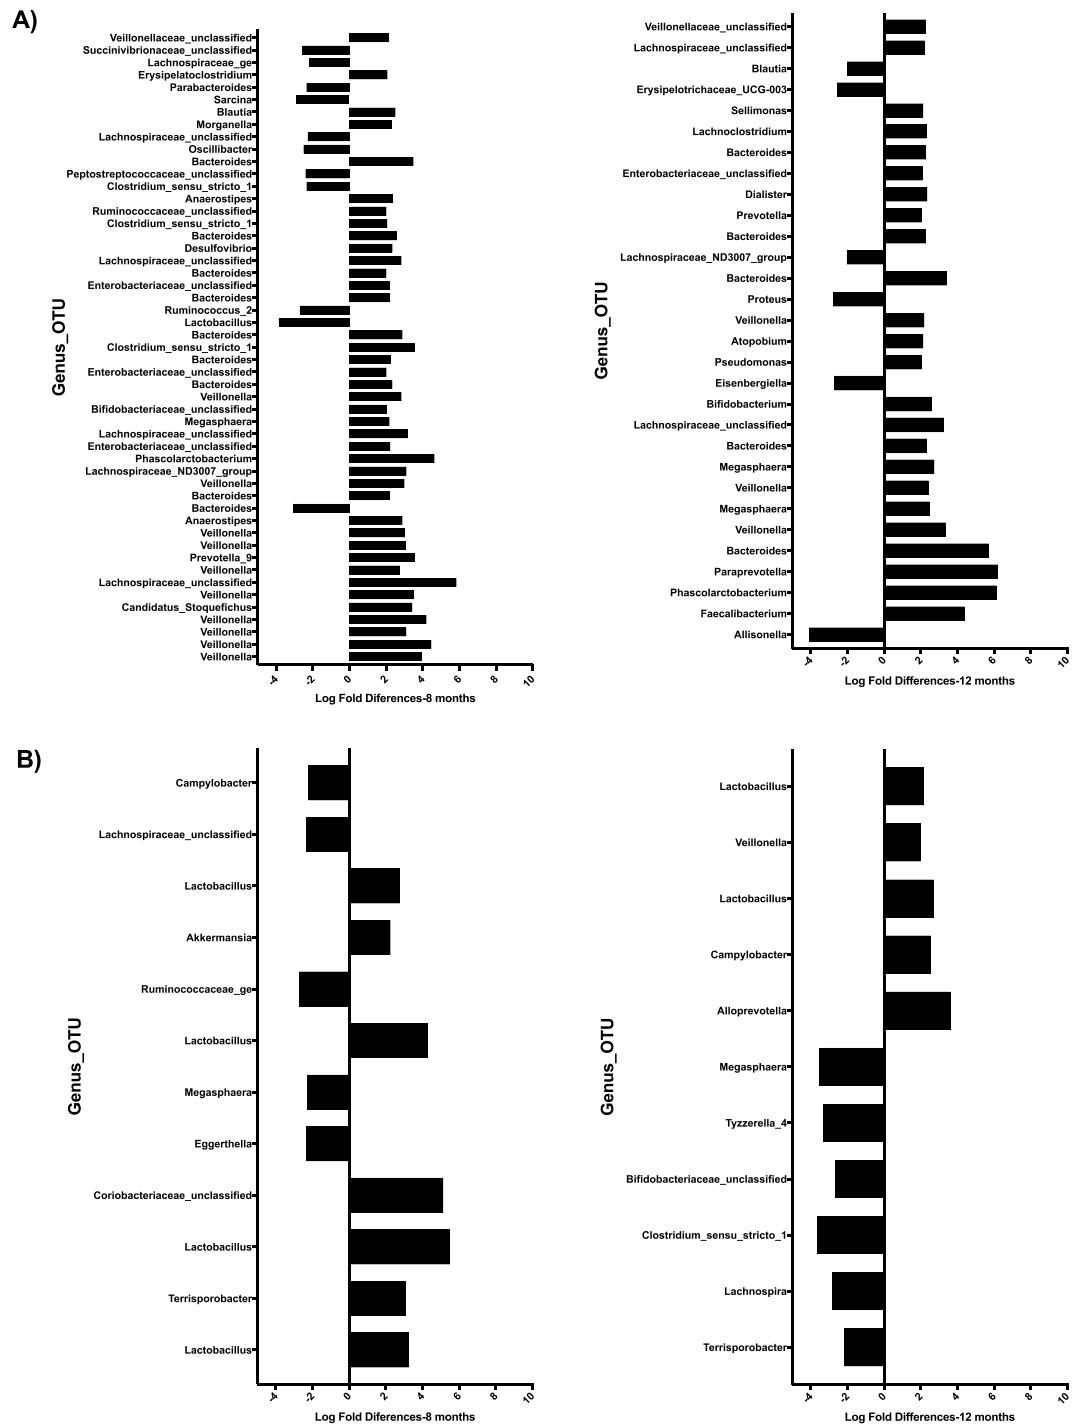 A)
Genus_OTU
Veillonellaceae_unclassified
Succinivibrionaceae_unclassified
Lachnospiraceae_ge
Erysipelatoclostridium
Parabacteroides
Sarcina
Blautia
Morganella
Lachnospiraceae_unclassified
Oscillibacter
Bacteroides
Peptostreptococcaceae_unclassified
Clostridium_sensu_stricto_1
Anaerostipes
Ruminococcaceae_unclassified
Clostridium_sensu_stricto_1
Bacteroides
Desulfovibrio
Lachnospiraceae_unclassified
Bacteroides
Enterobacteriaceae_unclassified
Bacteroides
Ruminococcus_2
Lactobacillus
Bacteroides
Clostridium_sensu_stricto_1
Bacteroides
Enterobacteriaceae_unclassified
Bacteroides
Veillonella
Bifidobacteriaceae_unclassified
Megasphaera
Lachnospiraceae_unclassified
Enterobacteriaceae_unclassified
Phascolarctobacterium
Lachnospiraceae_ND3007_group
Veillonella
Bacteroides
Bacteroides
Anaerostipes
Veillonella
Veillonella
Prevotella_9
Veillonella
Lachnospiraceae_unclassified
Veillonella
Candidatus_Stoquefichus
Veillonella
Veillonella
Veillonella
Veillonella
-4 -2 0 2 4 6 8 10
Log Fold Diferences-8 months
Genus_OTU
Veillonellaceae_unclassified
Lachnospiraceae_unclassified
Blautia
Erysipelotrichaceae_UCG-003
Sellimonas
Lachnoclostridium
Bacteroides
Enterobacteriaceae_unclassified
Dialister
Prevotella
Bacteroides
Lachnospiraceae_ND3007_group
Bacteroides
Proteus
Veillonella
Atopobium
Pseudomonas
Eisenbergiella
Bifidobacterium
Lachnospiraceae_unclassified
Bacteroides
Megasphaera
Veillonella
Megasphaera
Veillonella
Bacteroides
Paraprevotella
Phascolarctobacterium
Faecalibacterium
Allisonella
-4 -2 0 2 4 6 8 10
Log Fold Diferences-12 months
B)
Genus_OTU
Campylobacter
Lachnospiraceae_unclassified
Lactobacillus
Akkermansia
Ruminococcaceae_ge
Lactobacillus
Megasphaera
Eggerthella
Coriobacteriaceae_unclassified
Lactobacillus
Terrisporobacter
Lactobacillus
-4 -2 0 2 4 6 8 10
Log Fold Diferences-8 months
Genus_OTU
Lactobacillus
Veillonella
Lactobacillus
Campylobacter
Alloprevotella
Megasphaera
Tyzzerella_4
Bifidobacteriaceae_unclassified
Clostridium_sensu_stricto_1
Lachnospira
Terrisporobacter
-4 -2 0 2 4 6 8 10
Log Fold Diferences-12 months